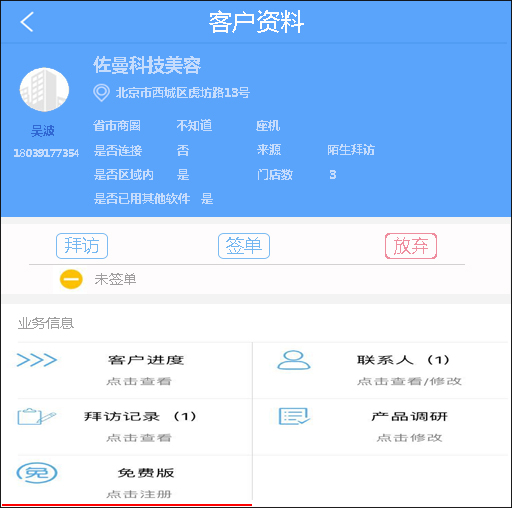 客户资料
佐曼科技美容
北京市西城区虎坊路13号
吴波
18039177354
省市商圈 不知道 座机
是否连接 否 来源 陌生拜访
是否区域内 是 门店数 3
是否已用其他软件 是
拜访 签单 放弃
未签单
业务信息
客户进度 联系人 (1)
点击查看 点击查看/修改
拜访记录 (1) 产品调研
点击查看 点击修改
免 免费版
点击注册